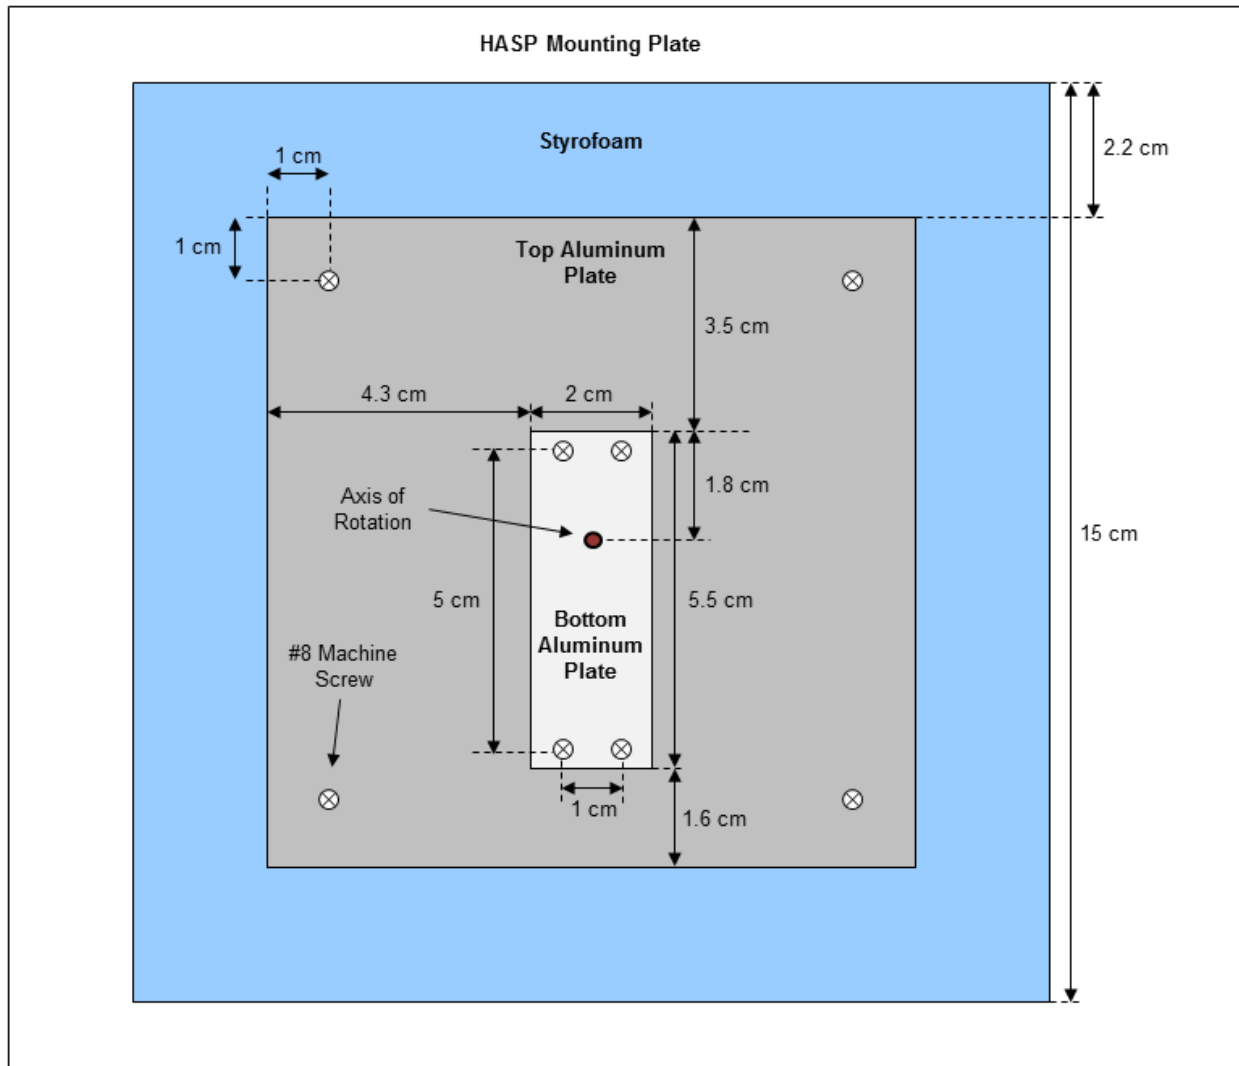 HASP Mounting Plate
Styrofoam
1 cm
2.2 cm
1 cm
Top Aluminum
Plate
3.5 cm
4.3 cm
2 cm
1.8 cm
Axis of
Rotation
15 cm
5 cm
5.5 cm
Bottom
Aluminum
Plate
#8 Machine
Screw
1 cm
1.6 cm